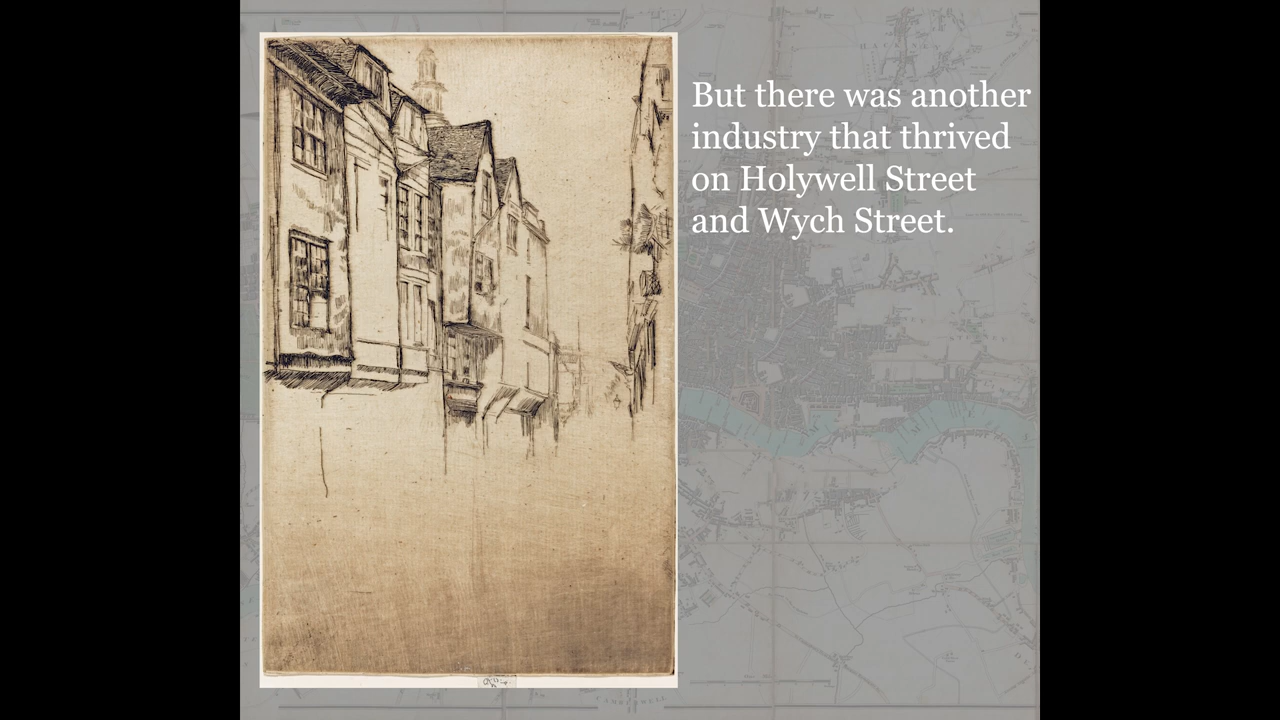 But there was another
industry that thrived
on Holywell Street
and Wych Street.